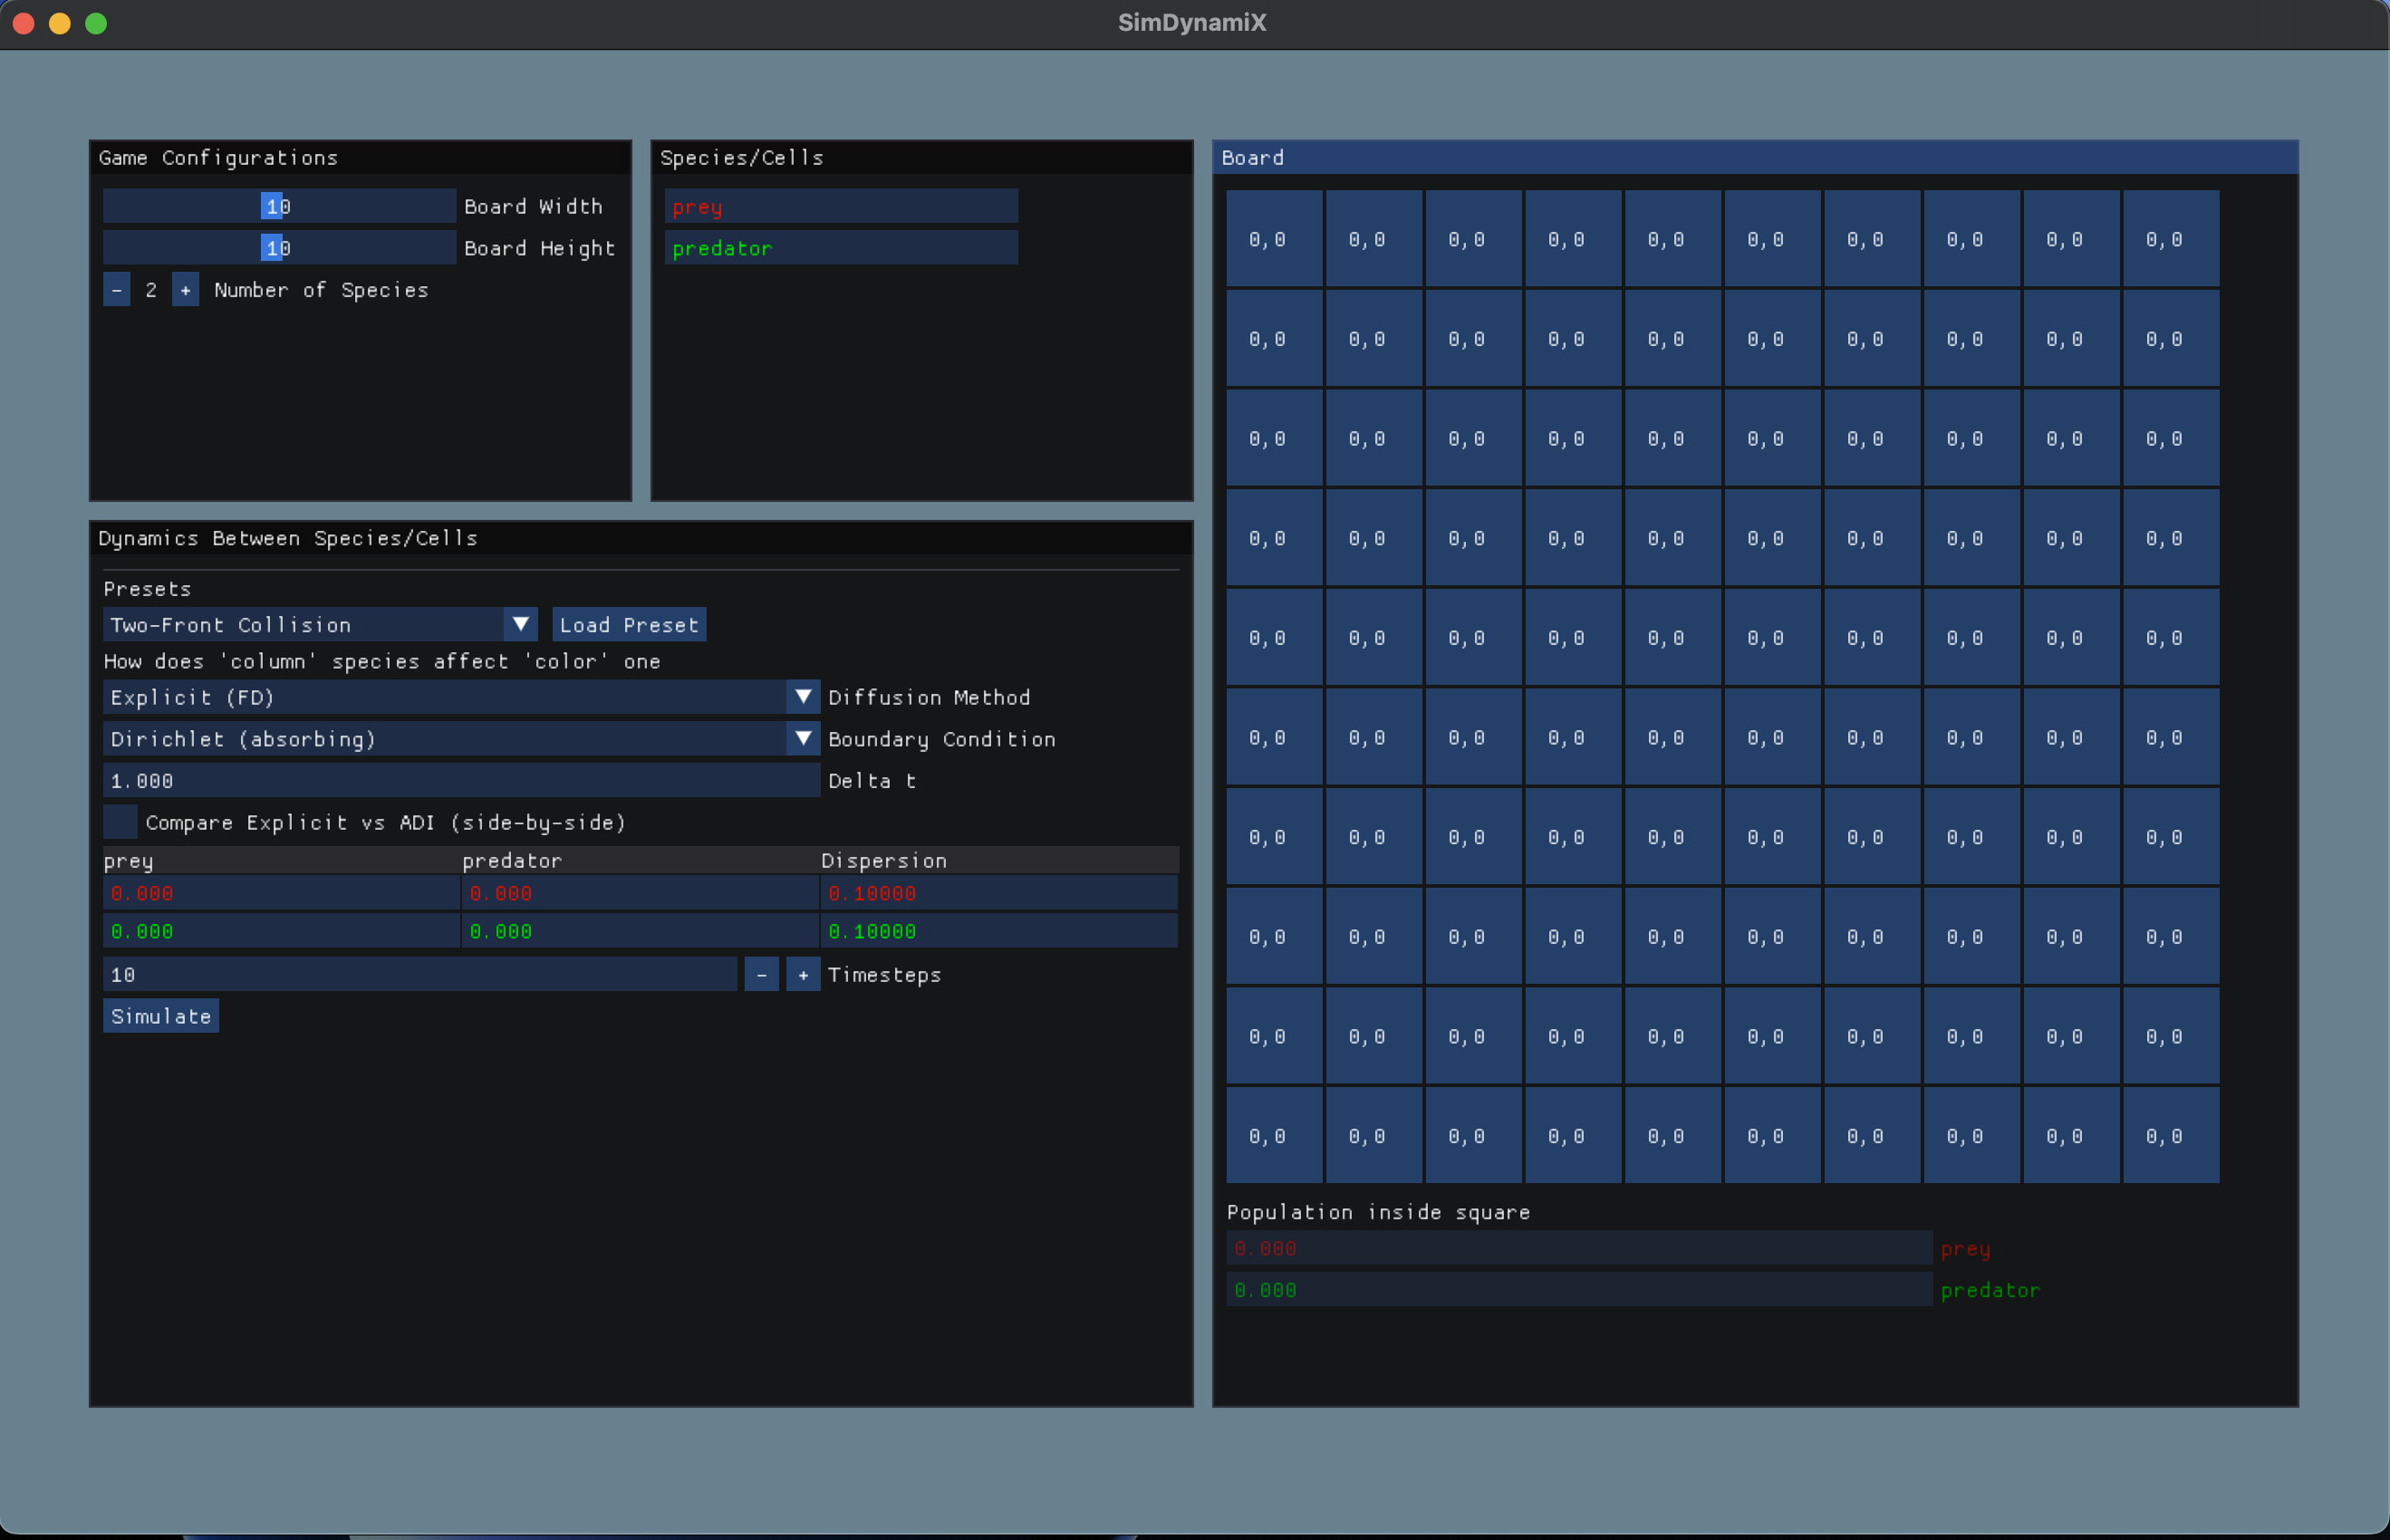 SimDynamiX
Game Configurations
10 Board Width
10 Board Height
- 2 + Number of Species
Species/Cells
prey
predator
Dynamics Between Species/Cells
Presets
Two-Front Collision Load Preset
How does 'column' species affect 'color' one
Explicit (FD) Diffusion Method
Dirichlet (absorbing) Boundary Condition
1.000 Delta t
Compare Explicit vs ADI (side-by-side)
prey predator Dispersion
0.000 0.000 0.10000
0.000 0.000 0.10000
10 - + Timesteps
Simulate
Board
0,0 0,0 0,0 0,0 0,0 0,0 0,0 0,0 0,0 0,0
0,0 0,0 0,0 0,0 0,0 0,0 0,0 0,0 0,0 0,0
0,0 0,0 0,0 0,0 0,0 0,0 0,0 0,0 0,0 0,0
0,0 0,0 0,0 0,0 0,0 0,0 0,0 0,0 0,0 0,0
0,0 0,0 0,0 0,0 0,0 0,0 0,0 0,0 0,0 0,0
0,0 0,0 0,0 0,0 0,0 0,0 0,0 0,0 0,0 0,0
0,0 0,0 0,0 0,0 0,0 0,0 0,0 0,0 0,0 0,0
0,0 0,0 0,0 0,0 0,0 0,0 0,0 0,0 0,0 0,0
0,0 0,0 0,0 0,0 0,0 0,0 0,0 0,0 0,0 0,0
0,0 0,0 0,0 0,0 0,0 0,0 0,0 0,0 0,0 0,0
Population inside square
0.000 prey
0.000 predator